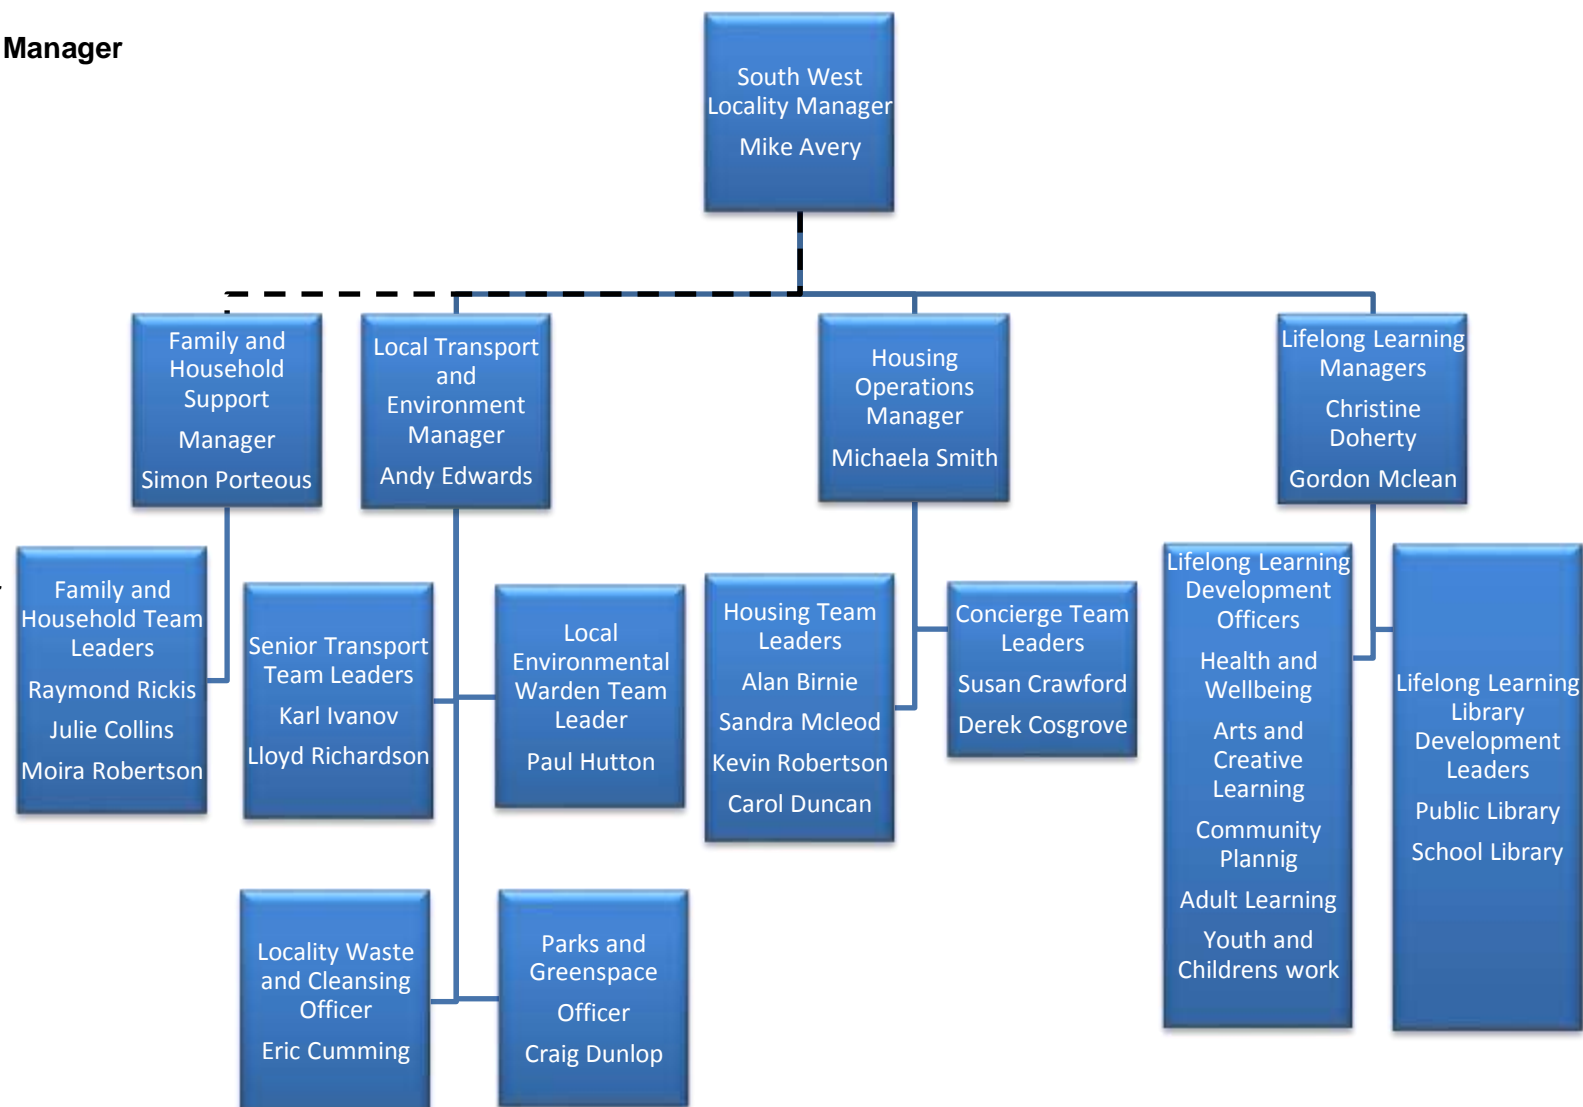 Manager
South West
Locality Manager
Mike Avery
Family and
Household
Support
Manager
Simon Porteous
Local Transport
and
Environment
Manager
Andy Edwards
Housing
Operations
Manager
Michaela Smith
Lifelong Learning
Managers
Christine
Doherty
Gordon Mclean
Family and
Household Team
Leaders
Raymond Rickis
Julie Collins
Moira Robertson
Senior Transport
Team Leaders
Karl Ivanov
Lloyd Richardson
Local
Environmental
Warden Team
Leader
Paul Hutton
Housing Team
Leaders
Alan Birnie
Sandra Mcleod
Kevin Robertson
Carol Duncan
Concierge Team
Leaders
Susan Crawford
Derek Cosgrove
Lifelong Learning
Development
Officers
Health and
Wellbeing
Arts and
Creative
Learning
Community
Plannig
Adult Learning
Youth and
Childrens work
Lifelong Learning
Library
Development
Leaders
Public Library
School Library
Locality Waste
and Cleansing
Officer
Eric Cumming
Parks and
Greenspace
Officer
Craig Dunlop